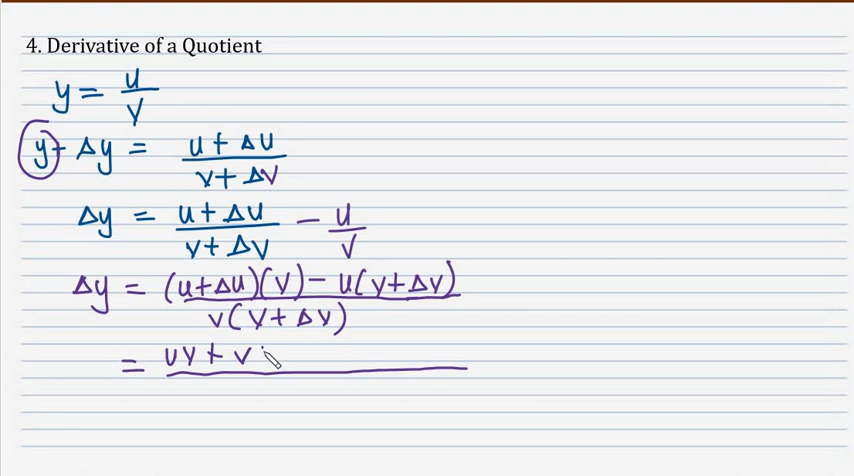 4. Derivative of a Quotient
y = u/v
y + Δy = (u + Δu)/(v + Δv)
Δy = (u + Δu)/(v + Δv) − u/v
Δy = ((u + Δu)(v) − u(v + Δv))/(v(v + Δv))
= uv + v